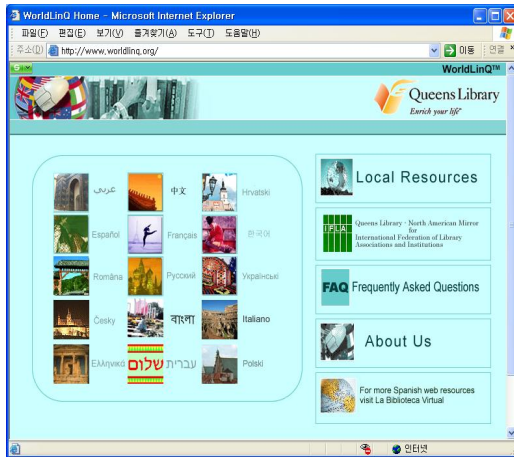 WorldLinQ Home - Microsoft Internet Explorer
파일(F) 편집(E) 보기(V) 즐겨찾기(A) 도구(T) 도움말(H)
주소(D) http://www.worldlinq.org/ 이동 연결
WorldLinQ™
Queens Library
Enrich your life®
عربي 中文 Hrvatski
Español Français 한국어
Româna Русский Українські
Česky বাংলা Italiano
Ελληνικό שלום עברית Polski
Local Resources
IFLA
Queens Library - North American Mirror
for
International Federation of Library
Associations and Institutions
FAQ Frequently Asked Questions
About Us
For more Spanish web resources
visit La Biblioteca Virtual
인터넷